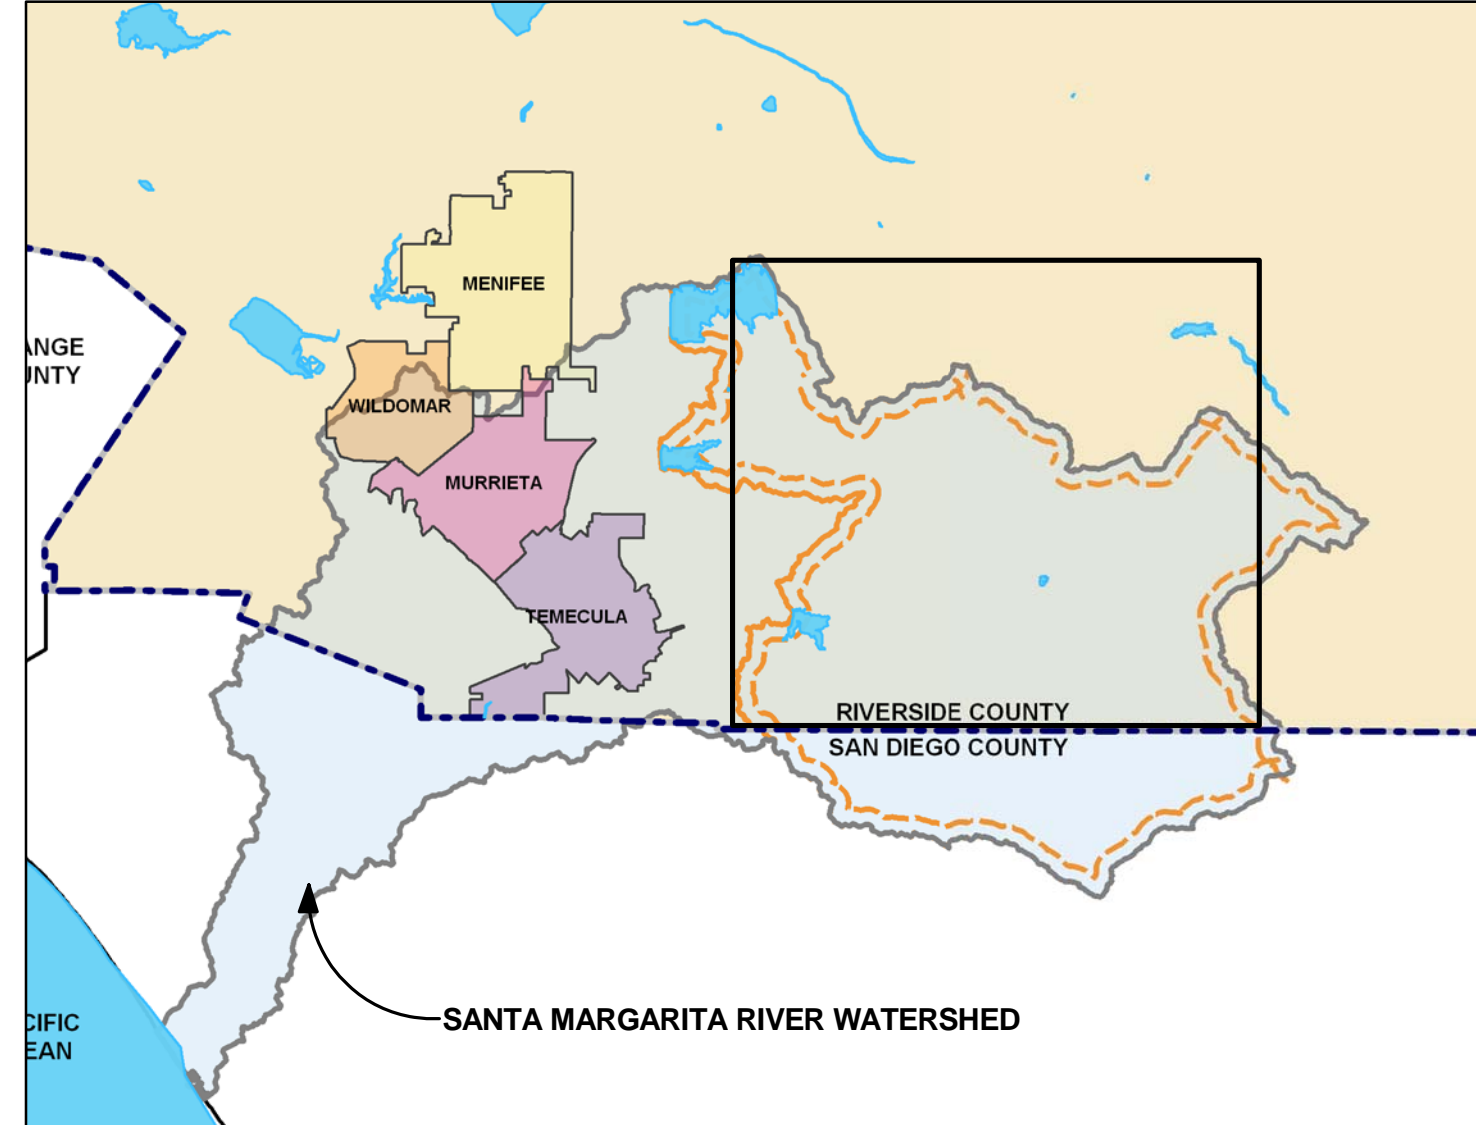 MENIFEE
ANGE
UNTY
WILDOMAR
MURRIETA
TEMECULA
RIVERSIDE COUNTY
SAN DIEGO COUNTY
SANTA MARGARITA RIVER WATERSHED
CIFIC
EAN